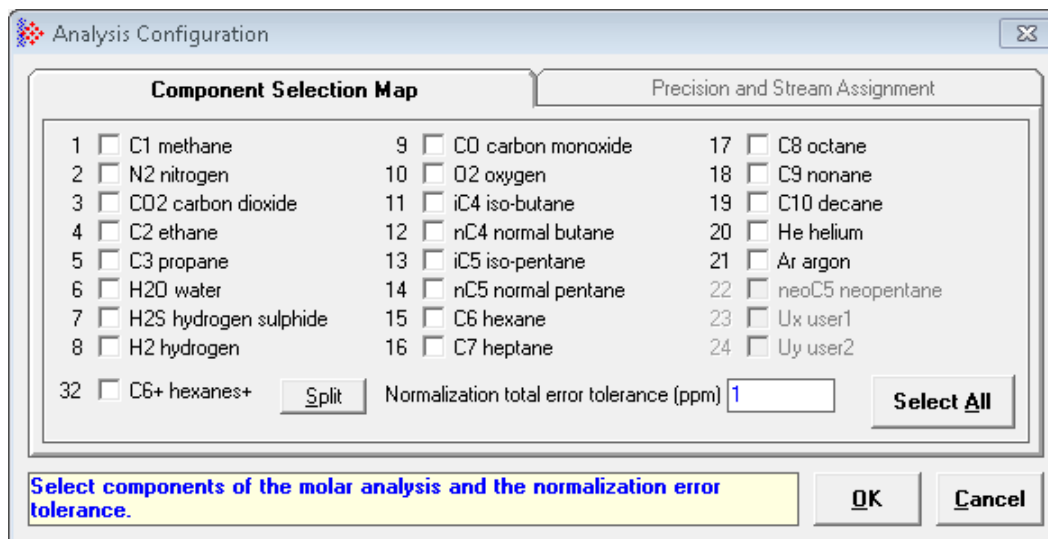 Analysis Configuration
Component Selection Map
Precision and Stream Assignment
1 C1 methane
2 N2 nitrogen
3 CO2 carbon dioxide
4 C2 ethane
5 C3 propane
6 H2O water
7 H2S hydrogen sulphide
8 H2 hydrogen
9 CO carbon monoxide
10 O2 oxygen
11 iC4 iso-butane
12 nC4 normal butane
13 iC5 iso-pentane
14 nC5 normal pentane
15 C6 hexane
16 C7 heptane
17 C8 octane
18 C9 nonane
19 C10 decane
20 He helium
21 Ar argon
22 neoC5 neopentane
23 Ux user1
24 Uy user2
32 C6+ hexanes+
Split
Normalization total error tolerance (ppm) 1
Select All
Select components of the molar analysis and the normalization error
tolerance.
OK
Cancel